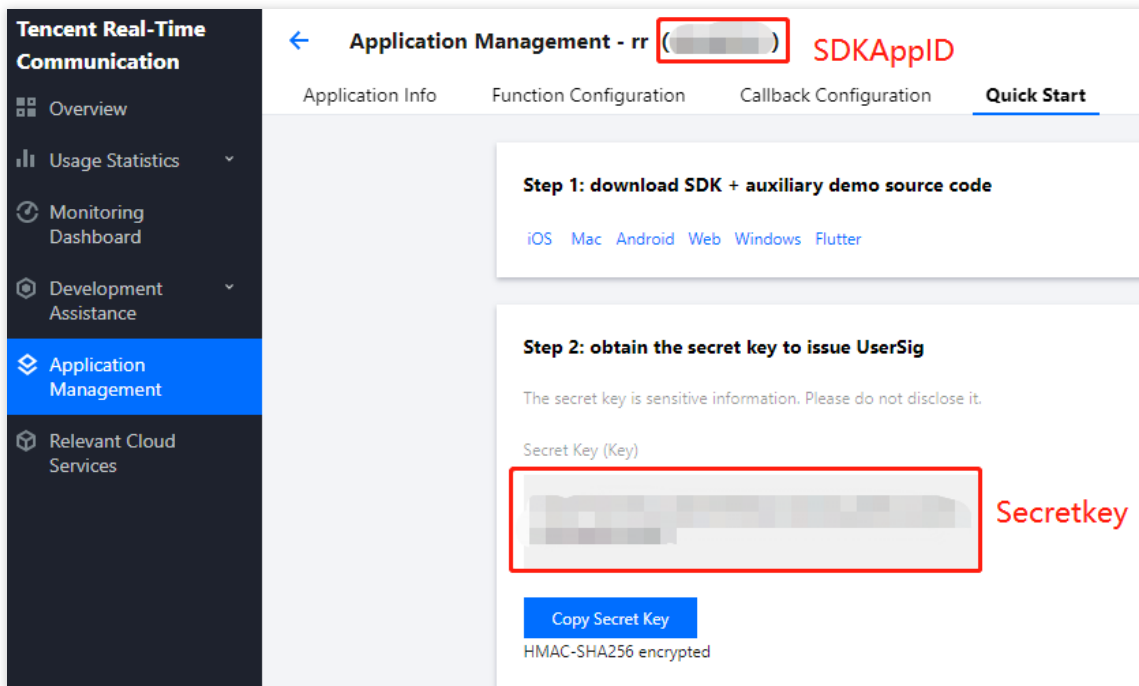 Tencent Real-Time
Communication
Overview
Usage Statistics
Monitoring
Dashboard
Development
Assistance
Application
Management
Relevant Cloud
Services
Application Management - rr ( )
SDKAppID
Application Info
Function Configuration
Callback Configuration
Quick Start
Step 1: download SDK + auxiliary demo source code
iOS Mac Android Web Windows Flutter
Step 2: obtain the secret key to issue UserSig
The secret key is sensitive information. Please do not disclose it.
Secret Key (Key)
Secretkey
Copy Secret Key
HMAC-SHA256 encrypted